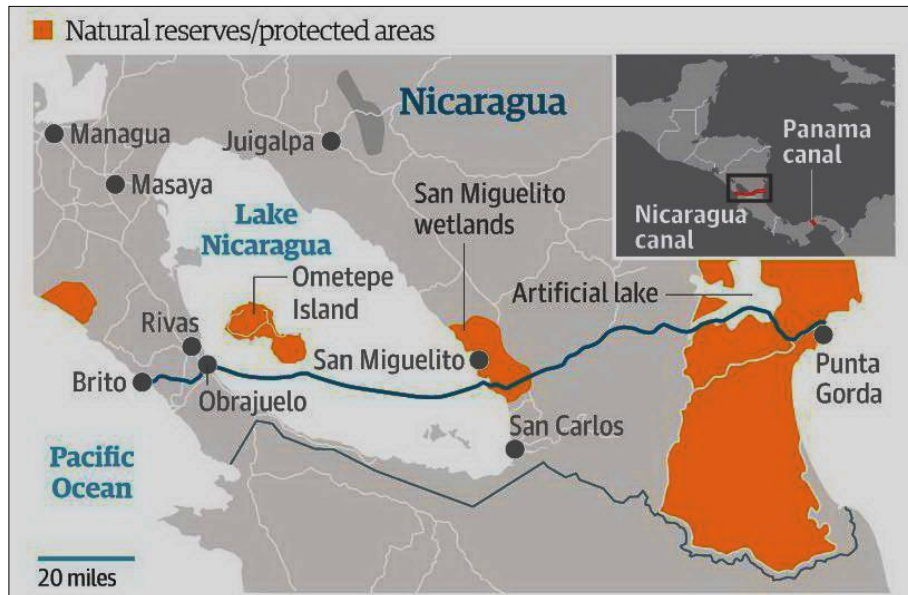 Natural reserves/protected areas
Nicaragua
Managua
Juigalpa
Masaya
Panama
canal
Nicaragua
canal
San Miguelito
wetlands
Lake
Nicaragua
Ometepe
Island
Artificial lake
Rivas
San Miguelito
Brito
Obrajuelo
Punta
Gorda
San Carlos
Pacific
Ocean
20 miles